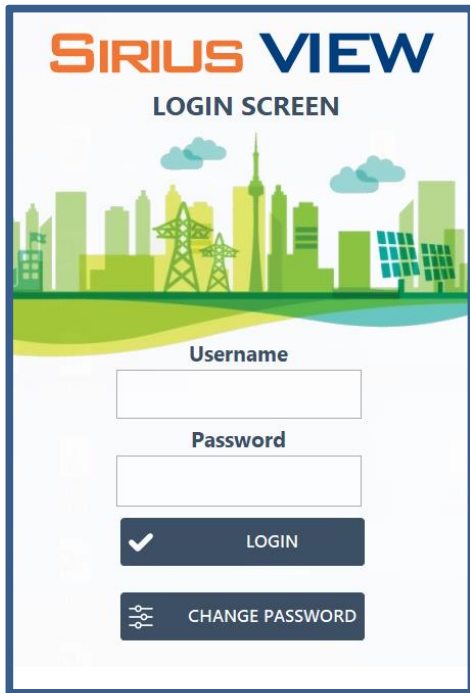 SIRIUS VIEW
LOGIN SCREEN
Username
Password
LOGIN
CHANGE PASSWORD